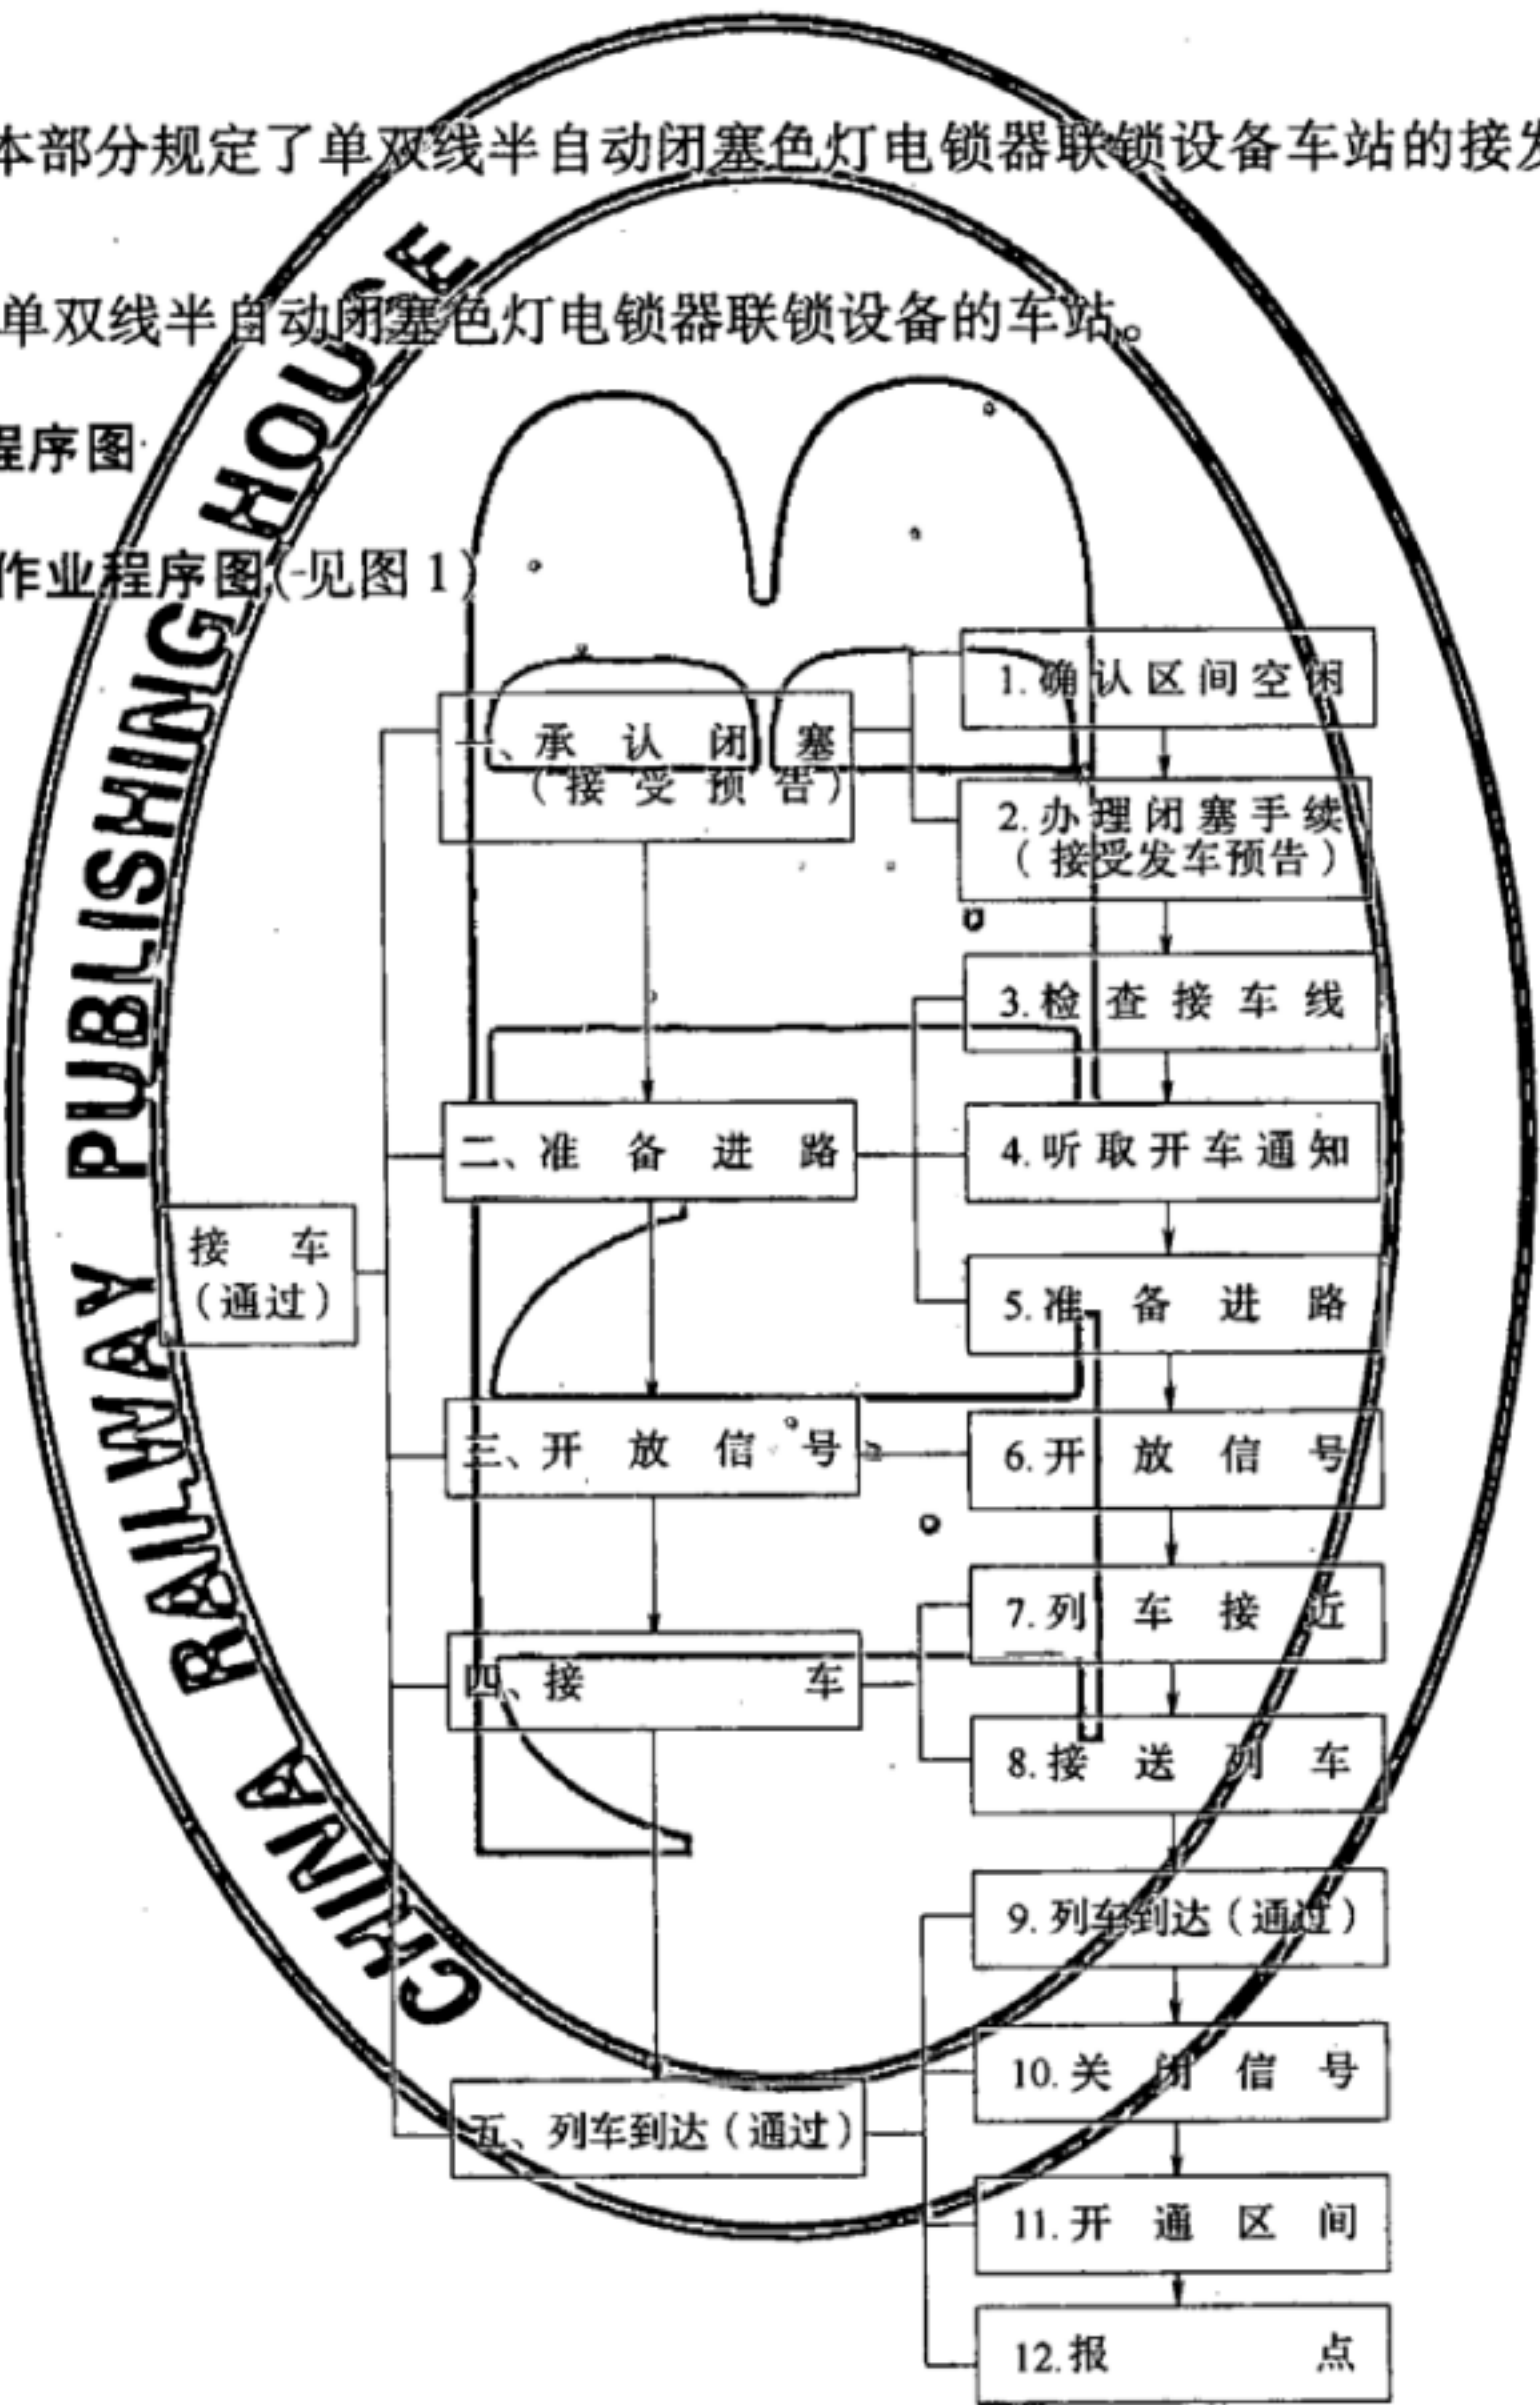 本部分规定了单双线半自动闭塞色灯电锁器联锁设备车站的接发
单双线半自动闭塞色灯电锁器联锁设备的车站。
程序图
作业程序图(见图1)
CHINA RAILWAY PUBLISHING HOUSE
接车
(通过)
一、承认闭塞
(接受预告)
1.确认区间空闲
2.办理闭塞手续
(接受发车预告)
二、准备进路
3.检查接车线
4.听取开车通知
5.准备进路
三、开放信号
6.开放信号
四、接车
7.列车接近
8.接送列车
五、列车到达(通过)
9.列车到达(通过)
10.关闭信号
11.开通区间
12.报点